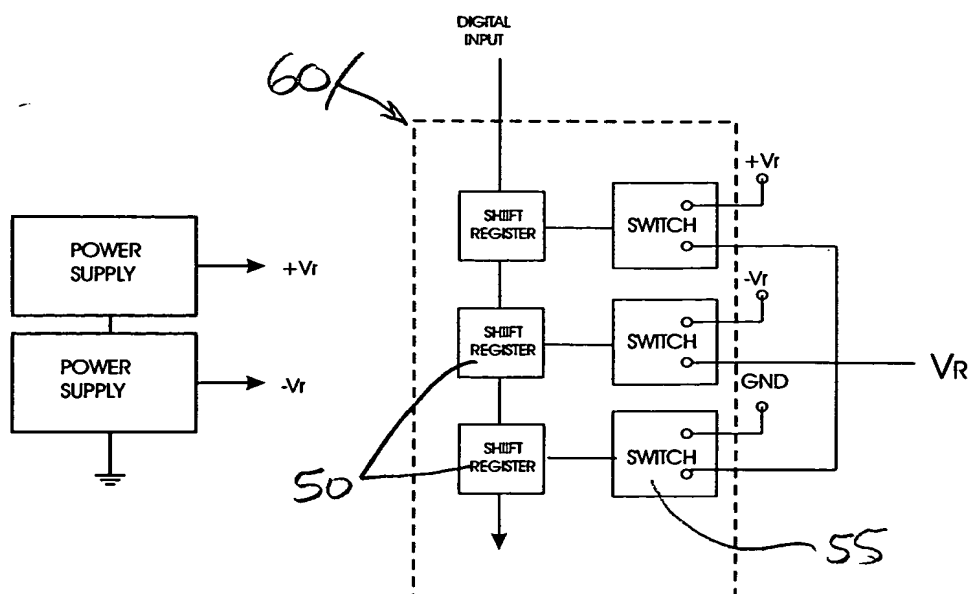 DIGITAL
INPUT
60
+Vr
SHIFT
REGISTER
SWITCH
POWER
SUPPLY
+Vr
-Vr
SHIFT
REGISTER
SWITCH
VR
POWER
SUPPLY
-Vr
GND
SHIFT
REGISTER
SWITCH
50
55